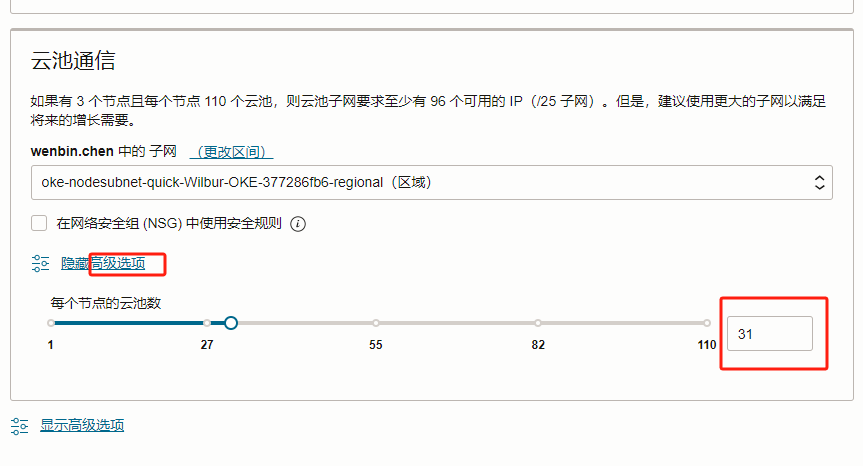 云池通信
如果有 3 个节点且每个节点 110 个云池，则云池子网要求至少有 96 个可用的 IP（/25 子网）。但是，建议使用更大的子网以满足
将来的增长需要。
wenbin.chen 中的 子网 （更改区间）
oke-nodesubnet-quick-Wilbur-OKE-377286fb6-regional（区域）
在网络安全组 (NSG) 中使用安全规则 i
隐藏高级选项
每个节点的云池数
1 27 55 82 110
31
显示高级选项